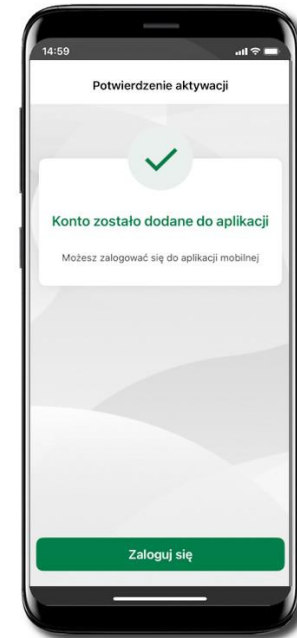 14:59
Potwierdzenie aktywacji
Konto zostało dodane do aplikacji
Możesz zalogować się do aplikacji mobilnej
Zaloguj się